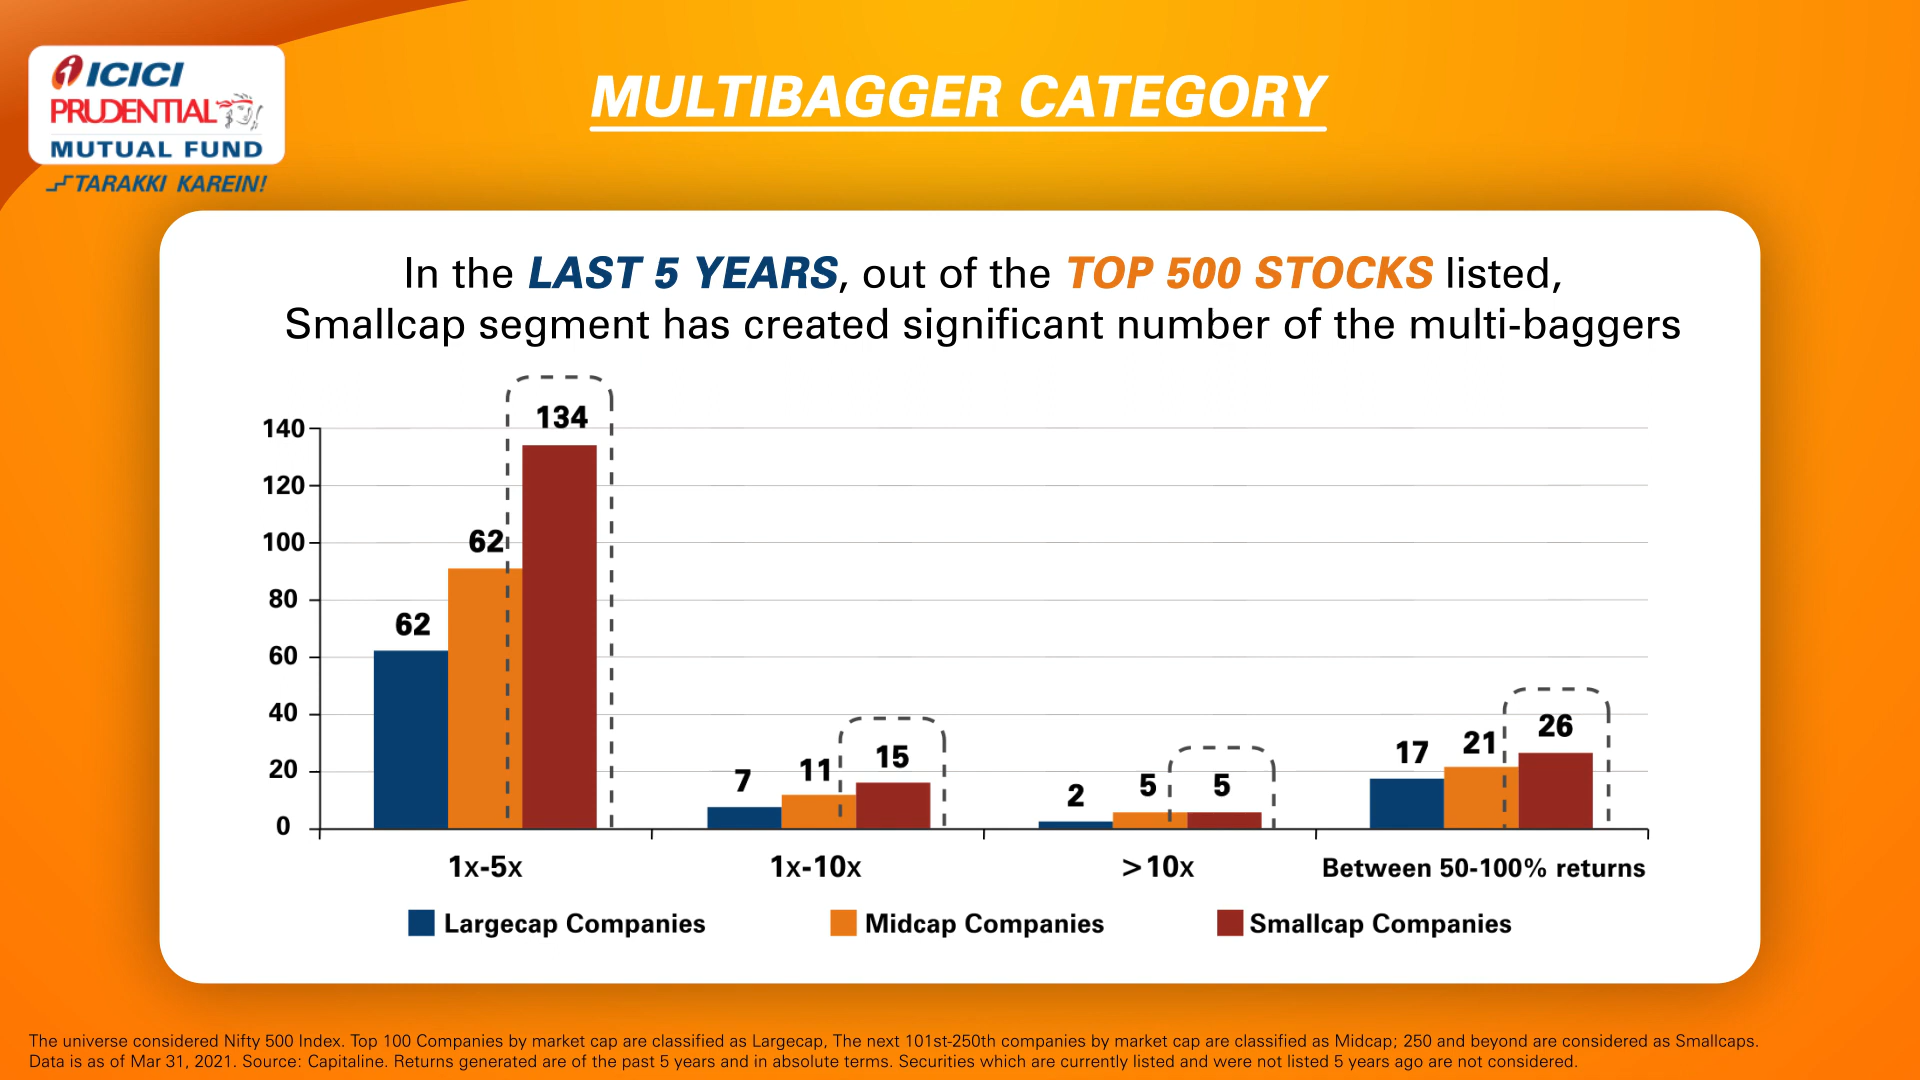 ICICI
PRUDENTIAL
MUTUAL FUND
TARAKKI KAREIN!
MULTIBAGGER CATEGORY
In the LAST 5 YEARS, out of the TOP 500 STOCKS listed,
Smallcap segment has created significant number of the multi-baggers
140
120
100
80
60
40
20
0
62
62
134
7
11
15
2
5
5
17
21
26
1x-5x
1x-10x
>10x
Between 50-100% returns
Largecap Companies
Midcap Companies
Smallcap Companies
The universe considered Nifty 500 Index. Top 100 Companies by market cap are classified as Largecap, The next 101st-250th companies by market cap are classified as Midcap; 250 and beyond are considered as Smallcaps.
Data is as of Mar 31, 2021. Source: Capitaline. Returns generated are of the past 5 years and in absolute terms. Securities which are currently listed and were not listed 5 years ago are not considered.